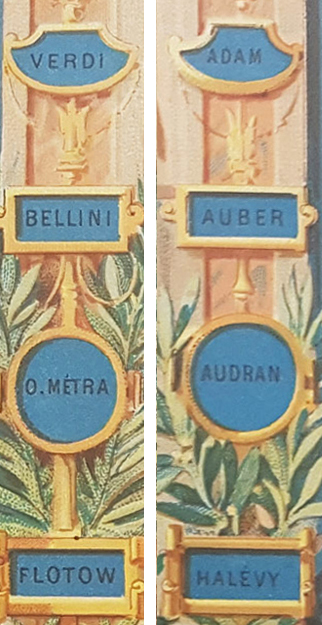 VERDI
BELLINI
O. MÉTRA
FLOTOW
ADAM
AUBER
AUDRAN
HALÉVY